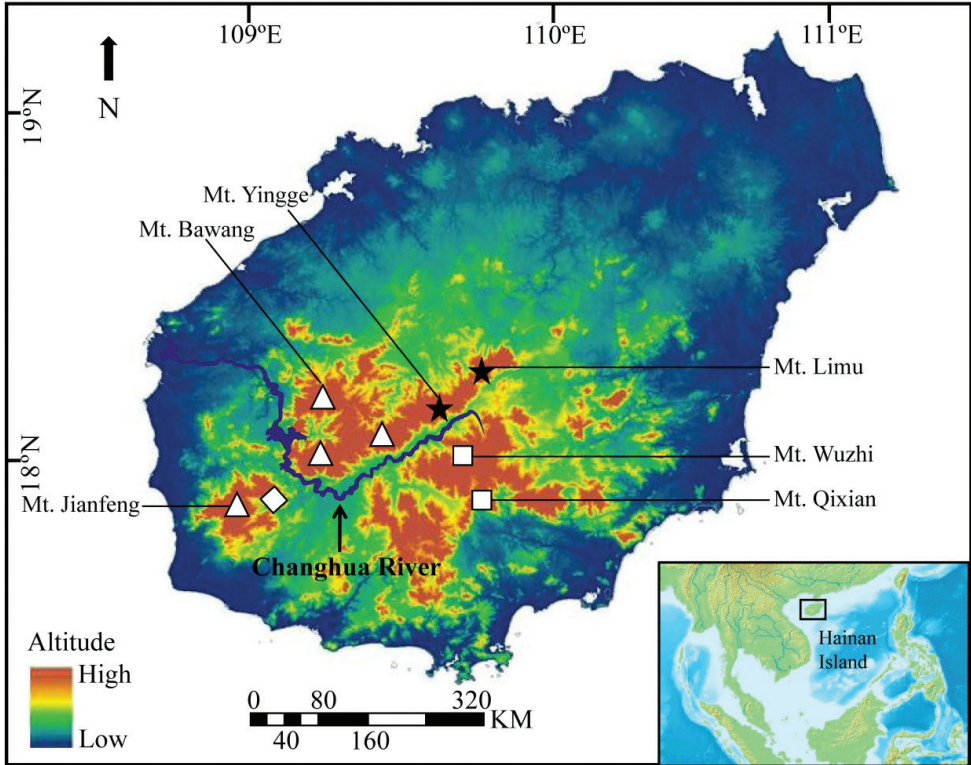 109ºE
110ºE
111ºE
N
19ºN
Mt. Yingge
Mt. Bawang
Mt. Limu
18ºN
Mt. Wuzhi
Mt. Jianfeng
Mt. Qixian
Changhua River
Altitude
High
Low
0 80 320
KM
40 160
Hainan
Island